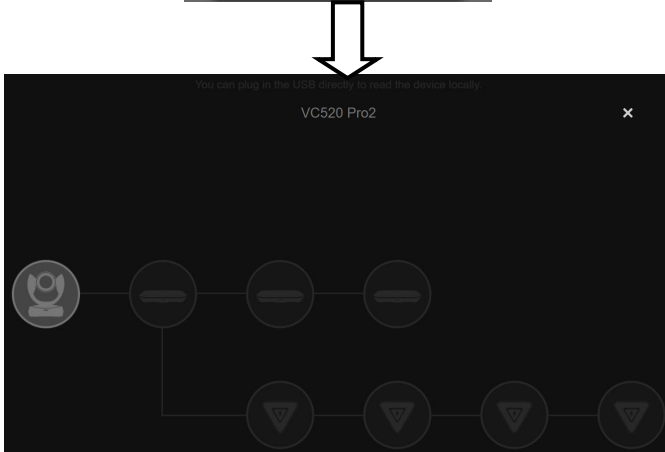 You can plug in the USB directly to read the device locally
VC520 Pro2